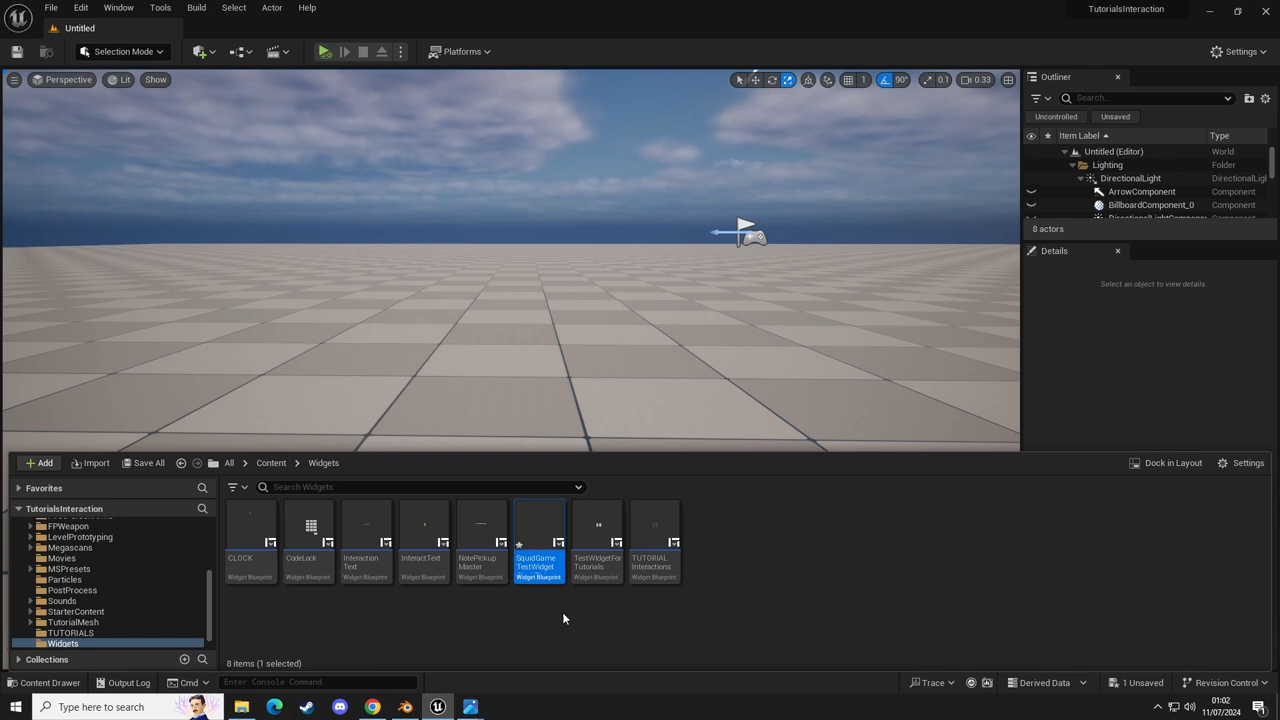 File Edit Window Tools Build Select Actor Help
TutorialsInteraction
Untitled
Selection Mode
Platforms
Settings
Perspective Lit Show
1 90° 0.1 0.33
Outliner
Search...
Uncontrolled Unsaved
Item Label Type
Untitled (Editor) World
Lighting Folder
DirectionalLight DirectionalLigh
ArrowComponent Component
BillboardComponent_0 Component
8 actors
Details
Select an object to view details.
Add Import Save All All Content Widgets
Dock in Layout Settings
Favorites
Search Widgets
TutorialsInteraction
FPWeapon
LevelPrototyping
Megascans
Movies
MSPresets
Particles
PostProcess
Sounds
StarterContent
TutorialMesh
TUTORIALS
Widgets
Collections
CLOCK
Widget Blueprint
CodeLock
Widget Blueprint
Interaction
Text
Widget Blueprint
InteractText
Widget Blueprint
NotePickup
Master
Widget Blueprint
SquidGame
TestWidget
Widget Blueprint
TestWIdgetFor
Tutorials
Widget Blueprint
TUTORIAL
Interactions
Widget Blueprint
8 items (1 selected)
Content Drawer Output Log Cmd Enter Console Command
Trace Derived Data 1 Unsaved Revision Control
Type here to search
01:02
11/07/2024